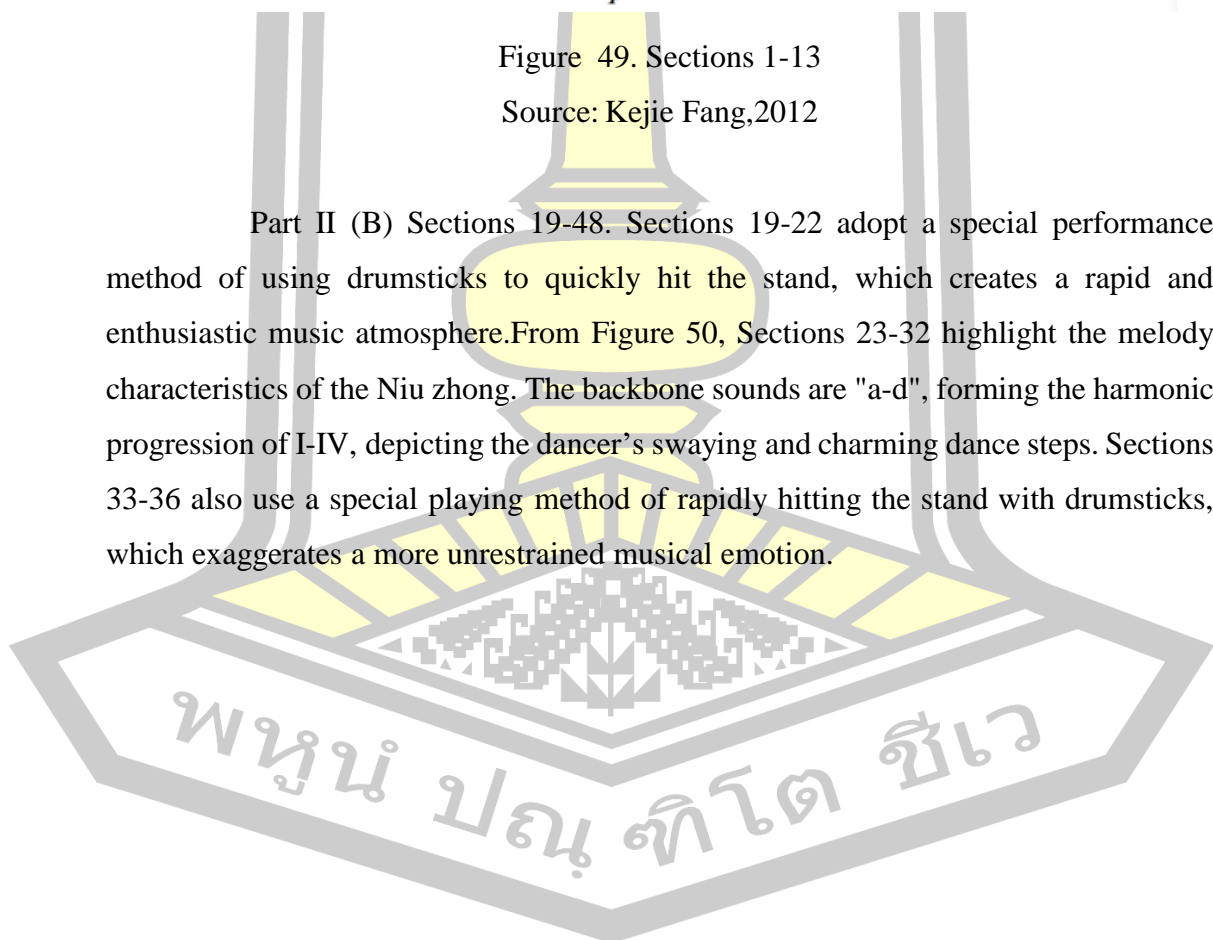 Figure 49. Sections 1-13
Source: Kejie Fang,2012
Part II (B) Sections 19-48. Sections 19-22 adopt a special performance
method of using drumsticks to quickly hit the stand, which creates a rapid and
enthusiastic music atmosphere.From Figure 50, Sections 23-32 highlight the melody
characteristics of the Niu zhong. The backbone sounds are "a-d", forming the harmonic
progression of I-IV, depicting the dancer’s swaying and charming dance steps. Sections
33-36 also use a special playing method of rapidly hitting the stand with drumsticks,
which exaggerates a more unrestrained musical emotion.
พหูนํ ปณฺฑิโต ชีเว